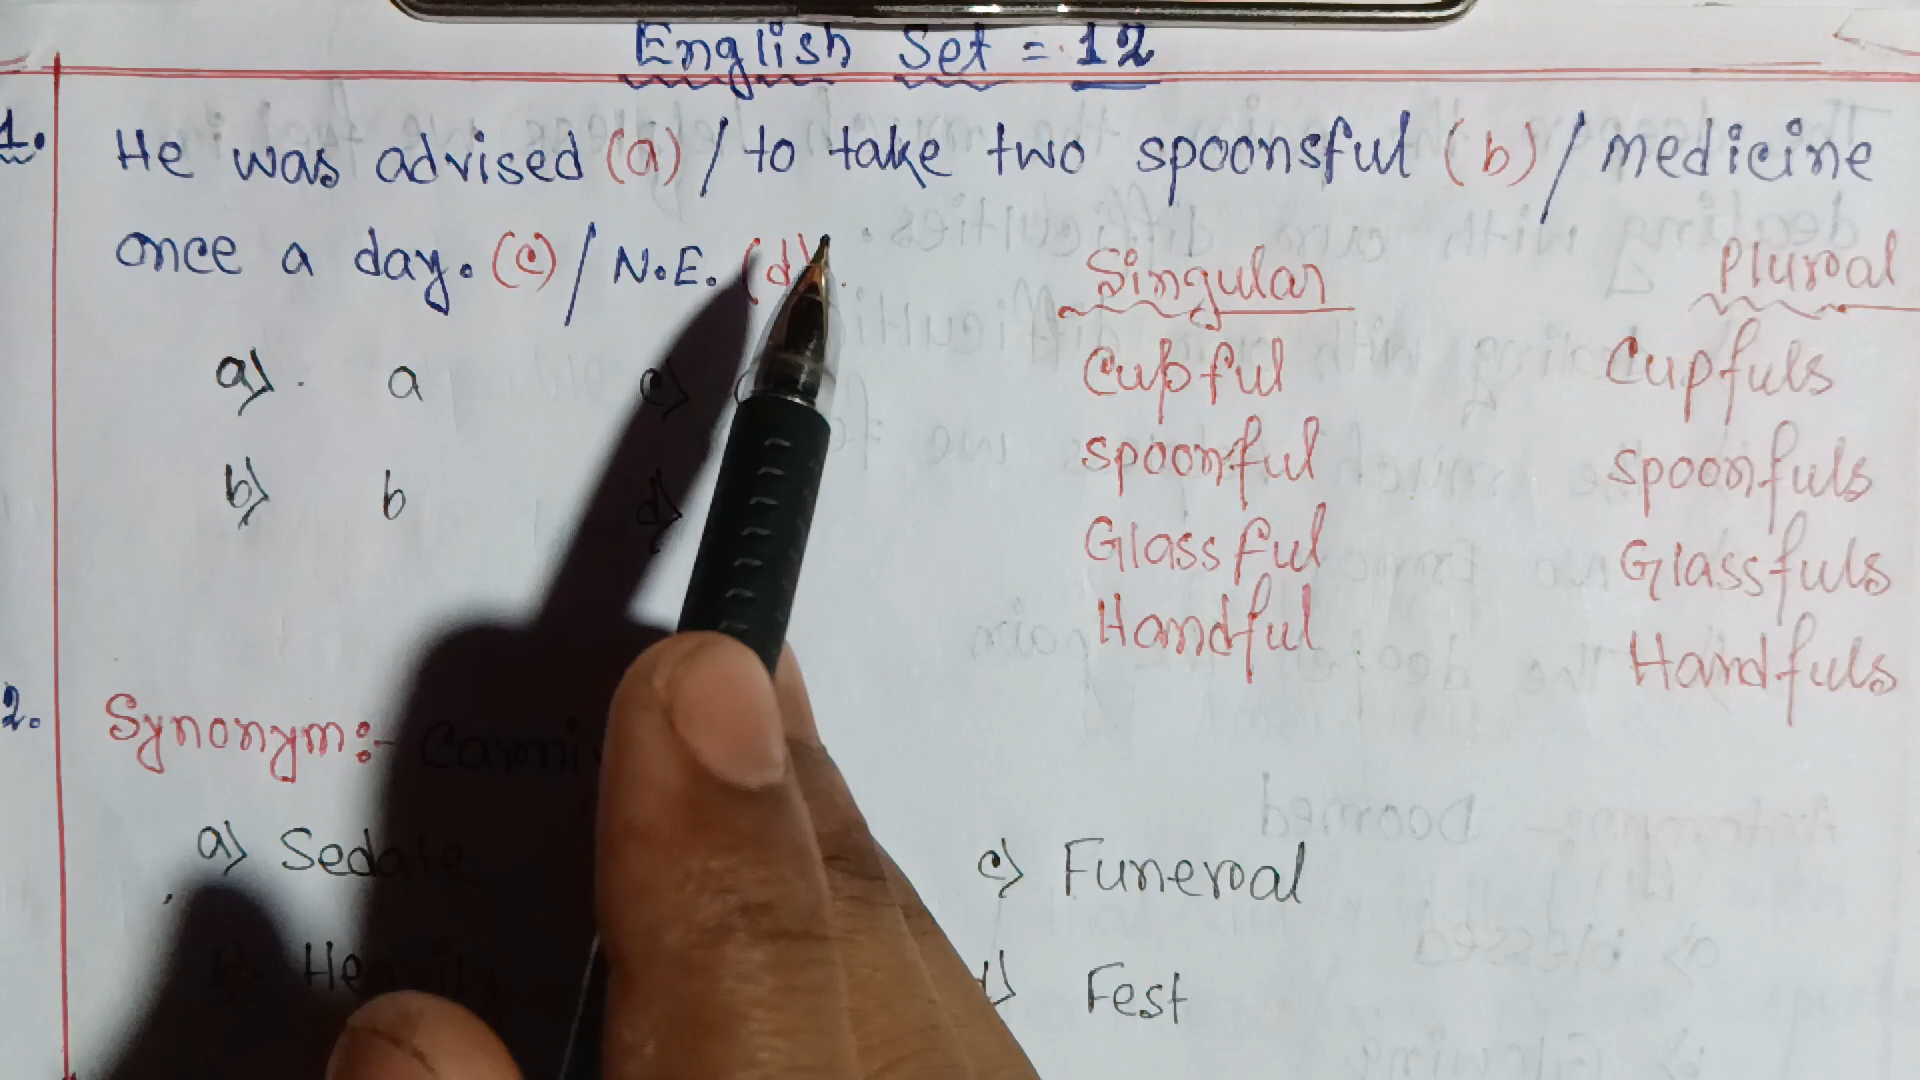 English Set = 12
1. He was advised (a) / to take two spoonsful (b) / medicine
once a day. (c) / N.E. (d)
Singular Plural
a) a c)
Cupful Cupfuls
b) b d)
Spoonful Spoonfuls
Glassful Glassfuls
Handful Handfuls
2. Synonym:-
a) Sedate c) Funeral
b) d) Fest